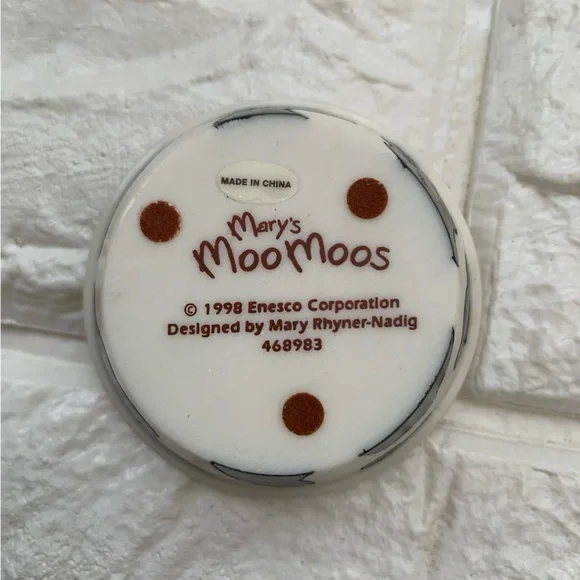 MADE IN CHINA
Mary's
MooMoos
© 1998 Enesco Corporation
Designed by Mary Rhyner-Nadig
468983